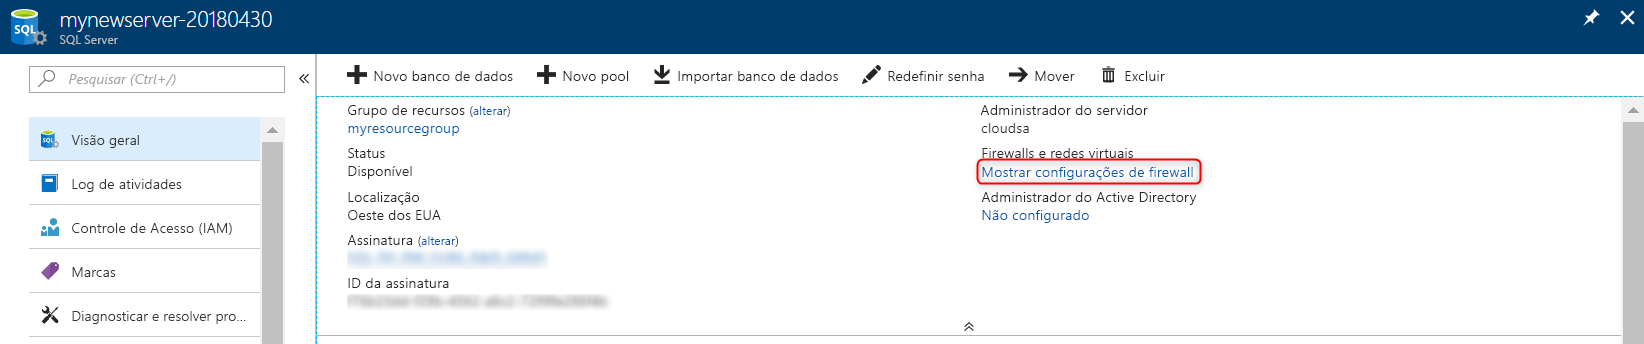 mynewserver-20180430
SQL Server
Pesquisar (Ctrl+/)
Visão geral
Log de atividades
Controle de Acesso (IAM)
Marcas
Diagnosticar e resolver pro...
Novo banco de dados Novo pool Importar banco de dados Redefinir senha Mover Excluir
Grupo de recursos (alterar)
myresourcegroup
Status
Disponível
Localização
Oeste dos EUA
Assinatura (alterar)
ID da assinatura
Administrador do servidor
cloudsa
Firewalls e redes virtuais
Mostrar configurações de firewall
Administrador do Active Directory
Não configurado